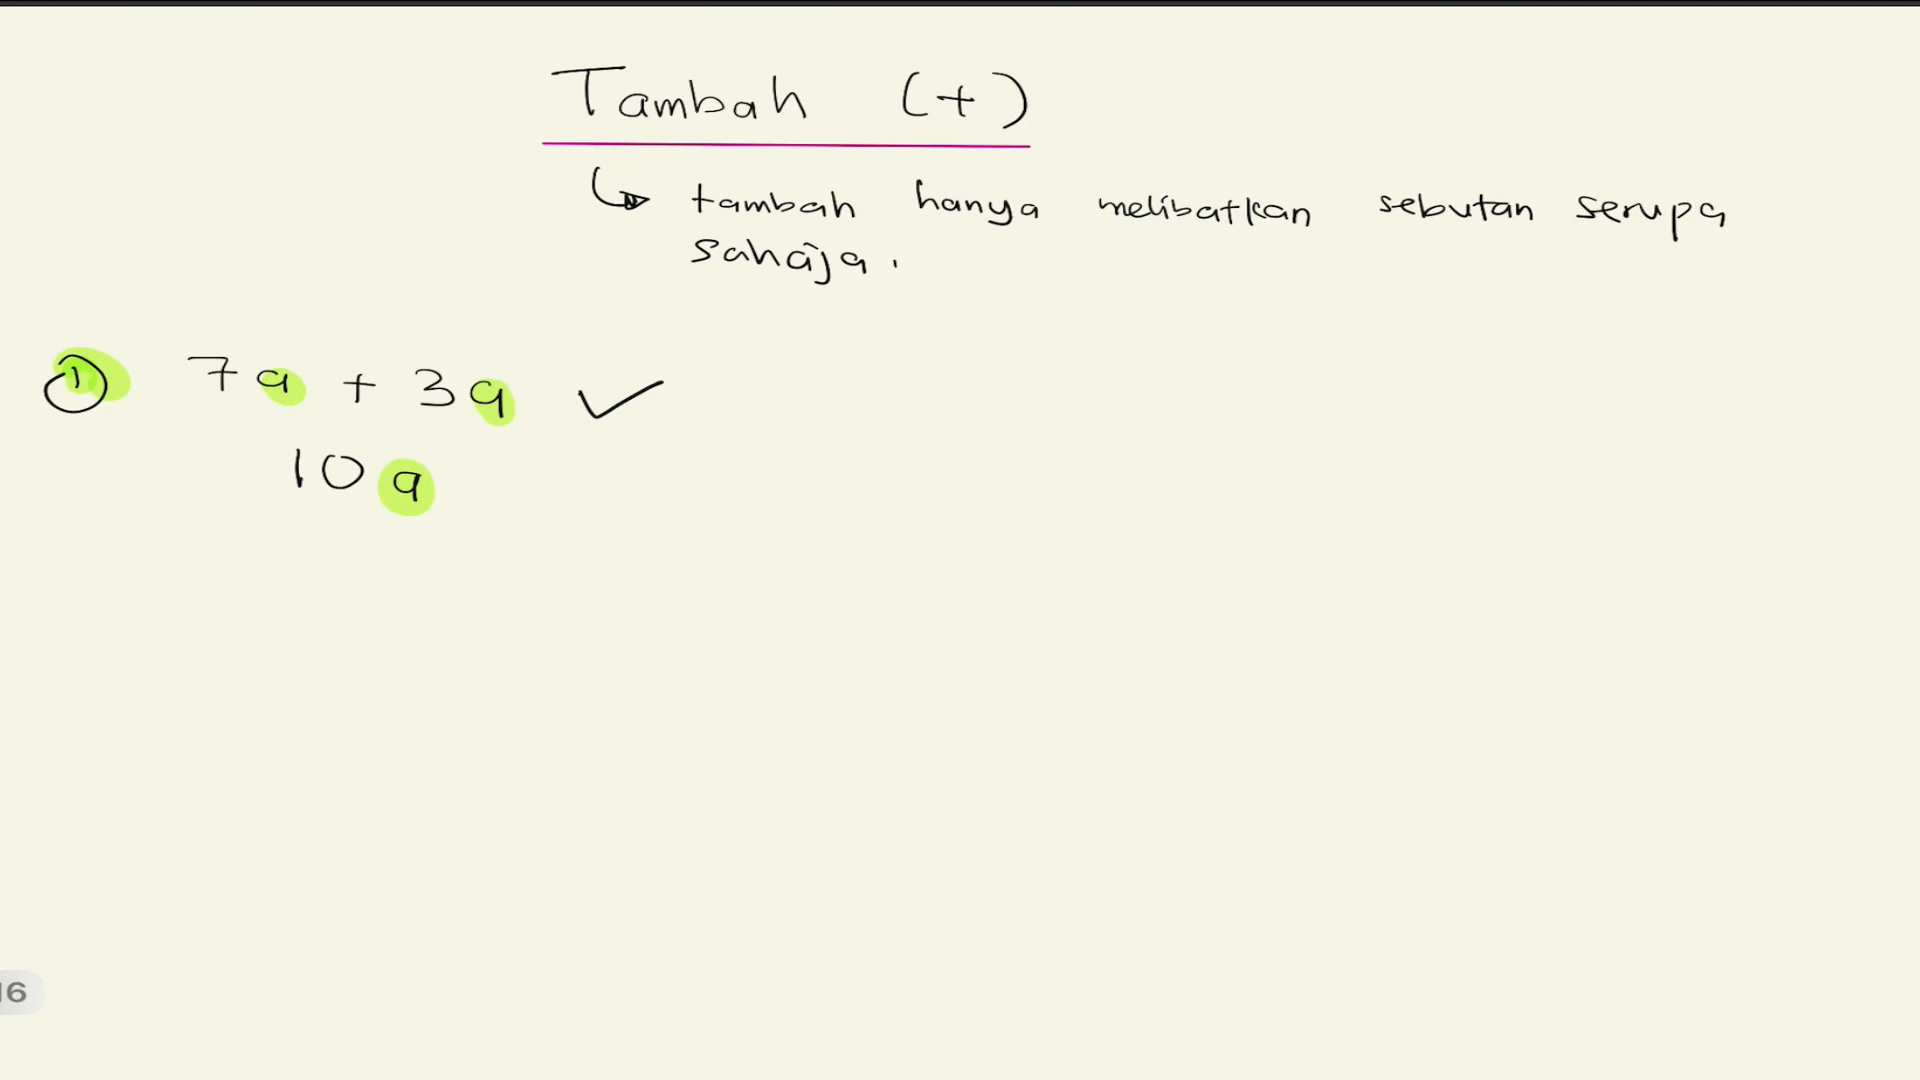 Tambah (+)
↳ tambah hanya melibatkan sebutan serupa
sahaja.
① 7a + 3a ✓
10a
16